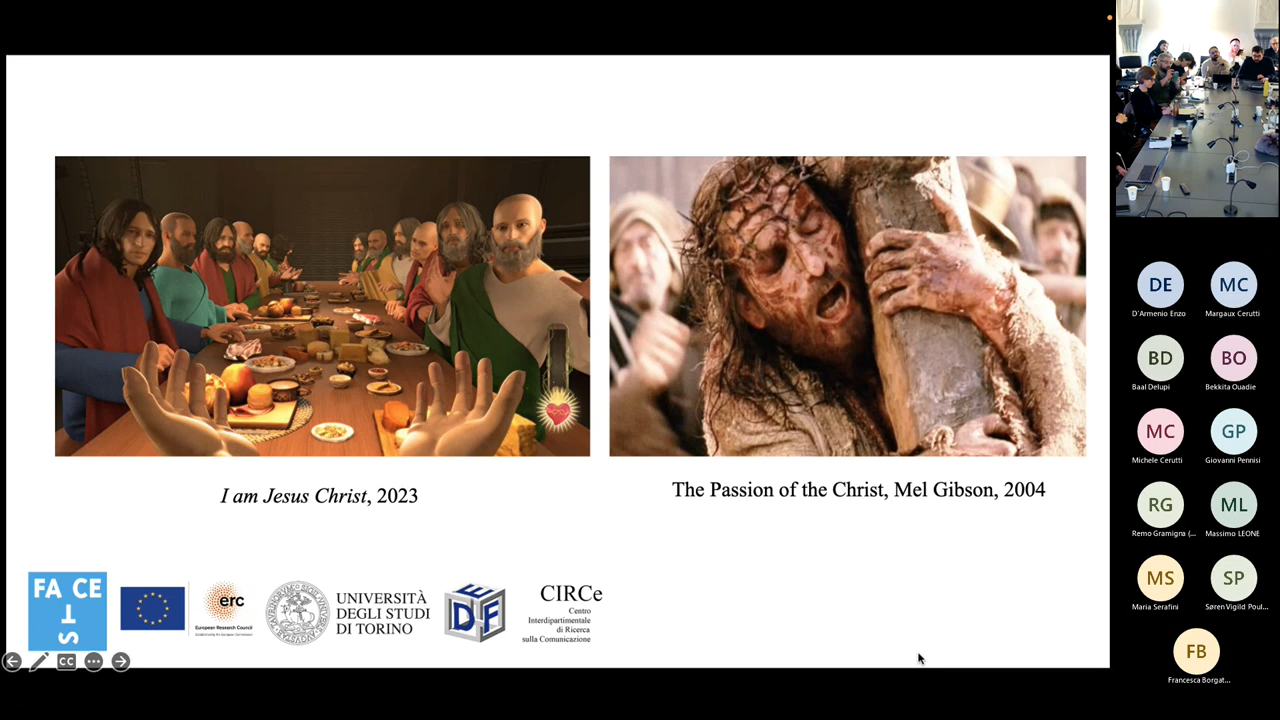 I am Jesus Christ, 2023
The Passion of the Christ, Mel Gibson, 2004
FA CE
TS
erc
European Research Council
UNIVERSITÀ
DEGLI STUDI
DI TORINO
EDF
CIRCe
Centro
Interdipartimentale
di Ricerca
sulla Comunicazione
CC
DE
MC
D'Armenio Enzo
Margaux Cerutti
BD
BO
Baal Delupi
Bekkita Ouadie
MC
GP
Michele Cerutti
Giovanni Pennisi
RG
ML
Remo Gramigna (...
Massimo LEONE
MS
SP
Maria Serafini
Søren Vigild Poul...
FB
Francesca Borgat...